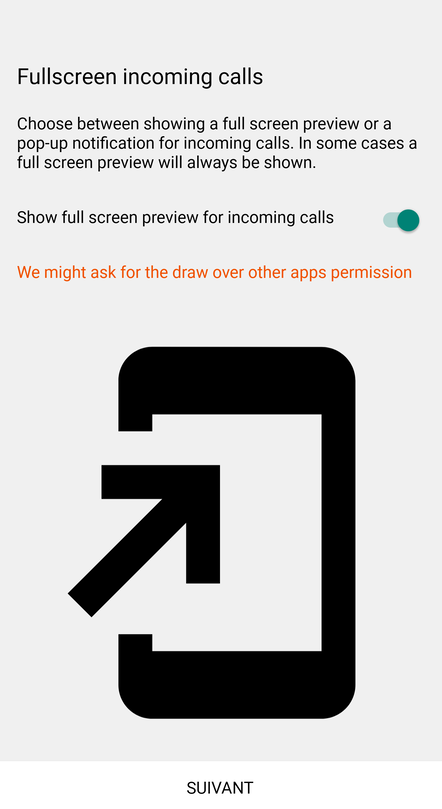 Fullscreen incoming calls
Choose between showing a full screen preview or a
pop-up notification for incoming calls. In some cases a
full screen preview will always be shown.
Show full screen preview for incoming calls
We might ask for the draw over other apps permission
SUIVANT